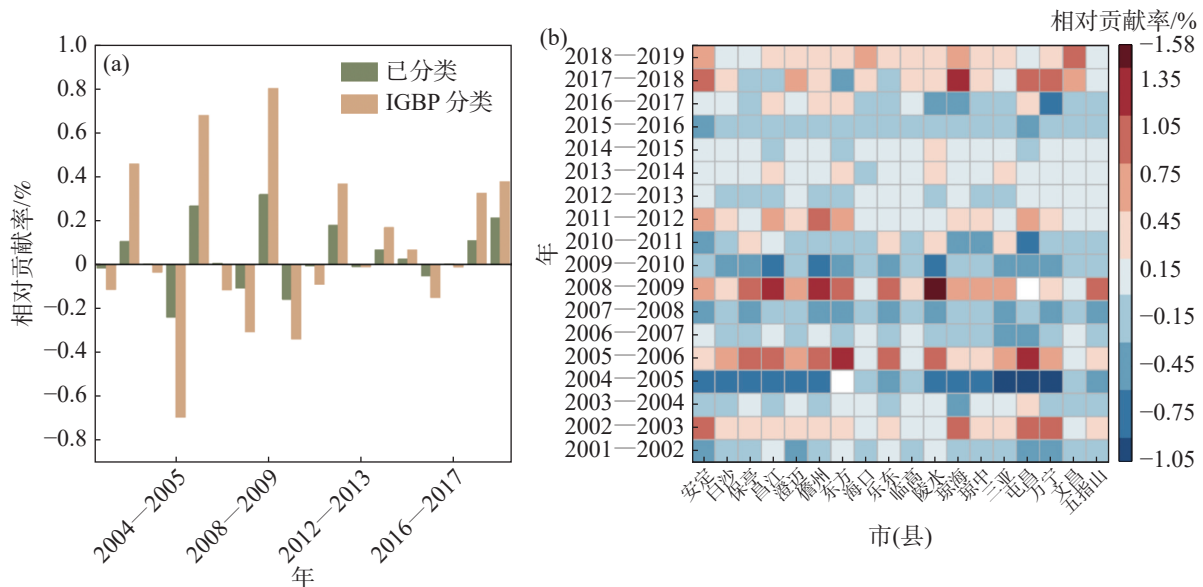 (a)
已分类
IGBP 分类
1.0
0.8
0.6
0.4
0.2
0
−0.2
−0.4
−0.6
−0.8
相对贡献率/%
2004—2005
2008—2009
2012—2013
2016—2017
年
(b)
相对贡献率/%
2018—2019
2017—2018
2016—2017
2015—2016
2014—2015
2013—2014
2012—2013
2011—2012
2010—2011
2009—2010
2008—2009
2007—2008
2006—2007
2005—2006
2004—2005
2003—2004
2002—2003
2001—2002
年
安定
白沙
保亭
昌江
澄迈
儋州
东方
海口
乐东
临高
陵水
琼海
琼中
三亚
屯昌
万宁
文昌
五指山
市(县)
−1.58
1.35
1.05
0.75
0.45
0.15
−0.15
−0.45
−0.75
−1.05